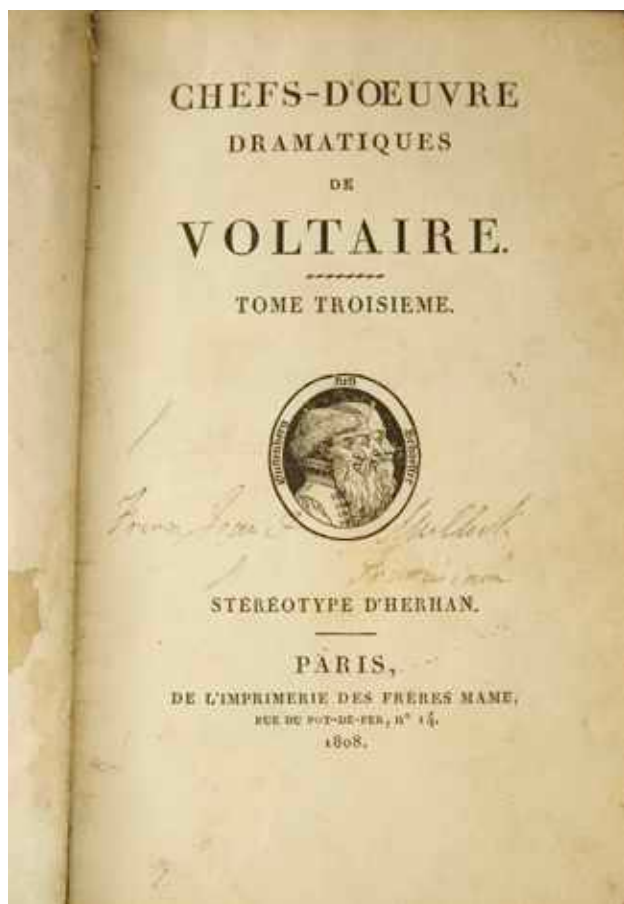 CHEFS-D'ŒUVRE
DRAMATIQUES
DE
VOLTAIRE.
TOME TROISIEME.
STÉRÉOTYPE D'HERHAN.
PARIS,
DE L'IMPRIMERIE DES FRÈRES MAME,
RUE DU POT-DE-FER, N° 14.
1808.